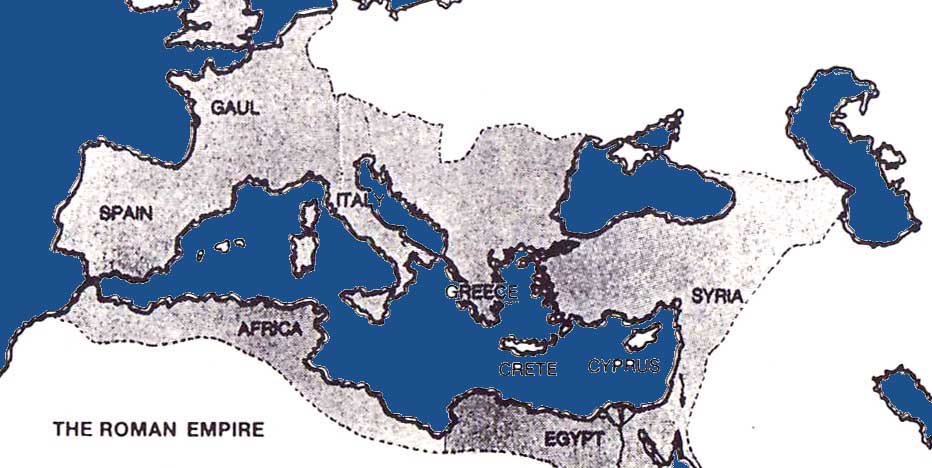 GAUL
SPAIN
ITALY
GREECE
SYRIA
AFRICA
CRETE
CYPRUS
THE ROMAN EMPIRE
EGYPT